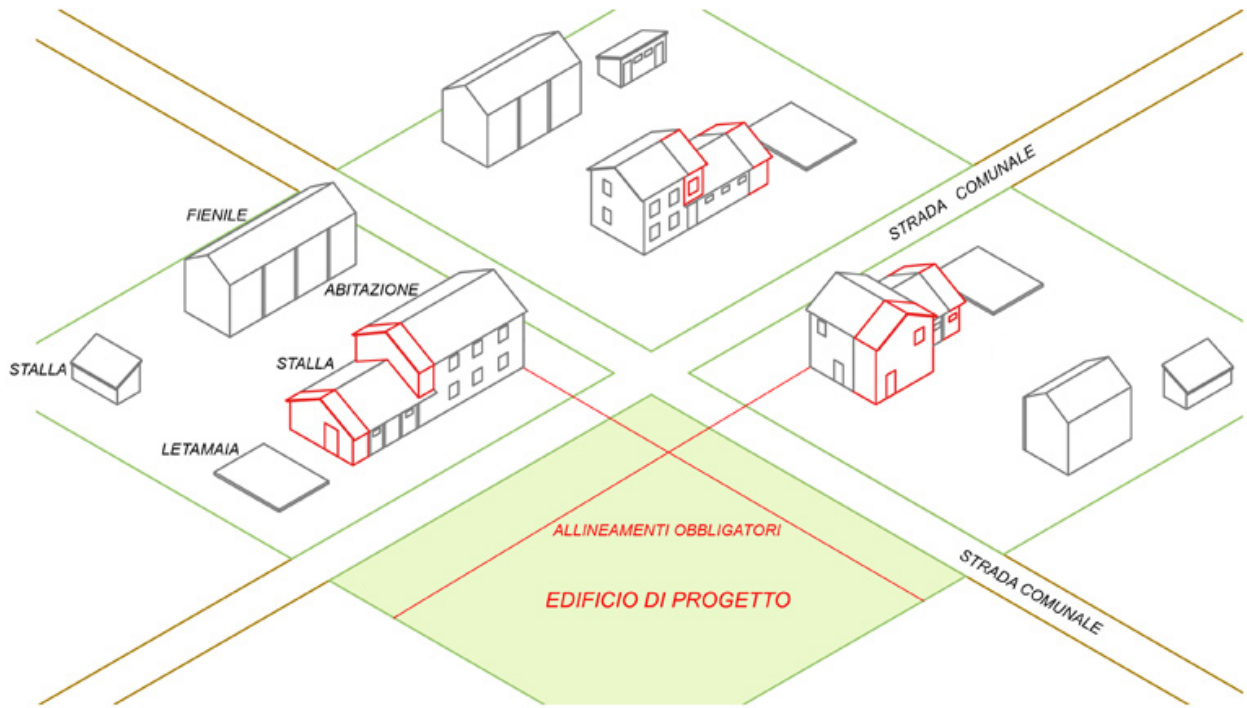 STRADA COMUNALE
FIENILE
ABITAZIONE
STALLA
STALLA
LETAMAIA
ALLINEAMENTI OBBLIGATORI
EDIFICIO DI PROGETTO
STRADA COMUNALE